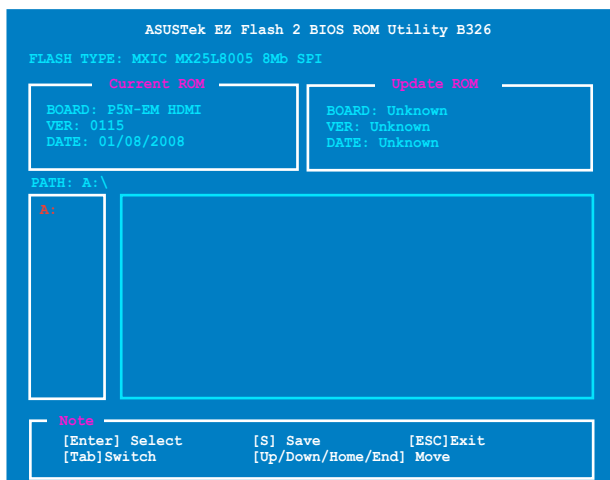 ASUSTek EZ Flash 2 BIOS ROM Utility B326
FLASH TYPE: MXIC MX25L8005 8Mb SPI
Current ROM
BOARD: P5N-EM HDMI
VER: 0115
DATE: 01/08/2008
Update ROM
BOARD: Unknown
VER: Unknown
DATE: Unknown
PATH: A:\
A:
Note
[Enter] Select [S] Save [ESC]Exit
[Tab]Switch [Up/Down/Home/End] Move